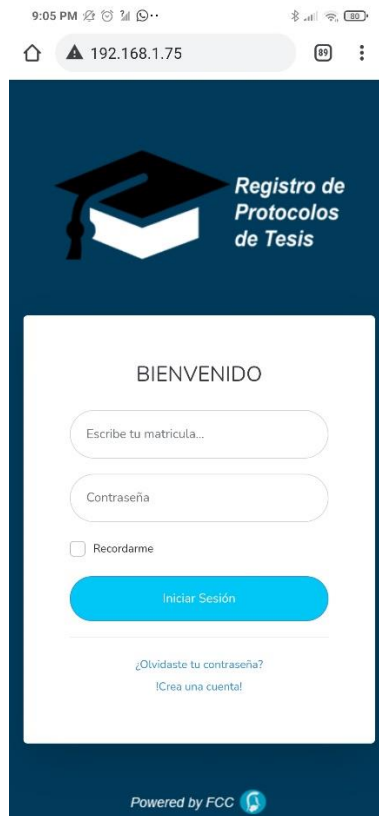 9:05 PM
80
192.168.1.75
89
Registro de
Protocolos
de Tesis
BIENVENIDO
Escribe tu matricula...
Contraseña
Recordarme
Iniciar Sesión
¿Olvidaste tu contraseña?
!Crea una cuenta!
Powered by FCC